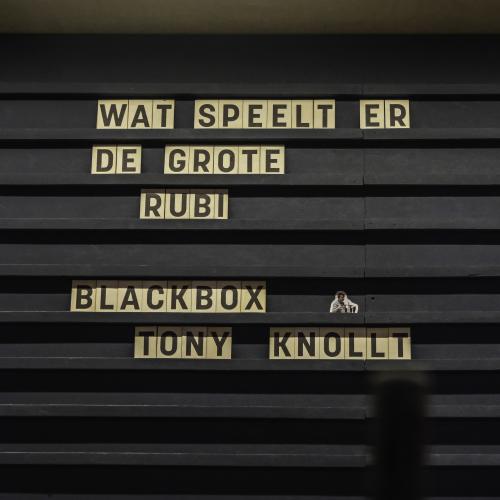 WAT SPEELT ER
DE GROTE
RUBI
BLACKBOX
TONY KNOLLT